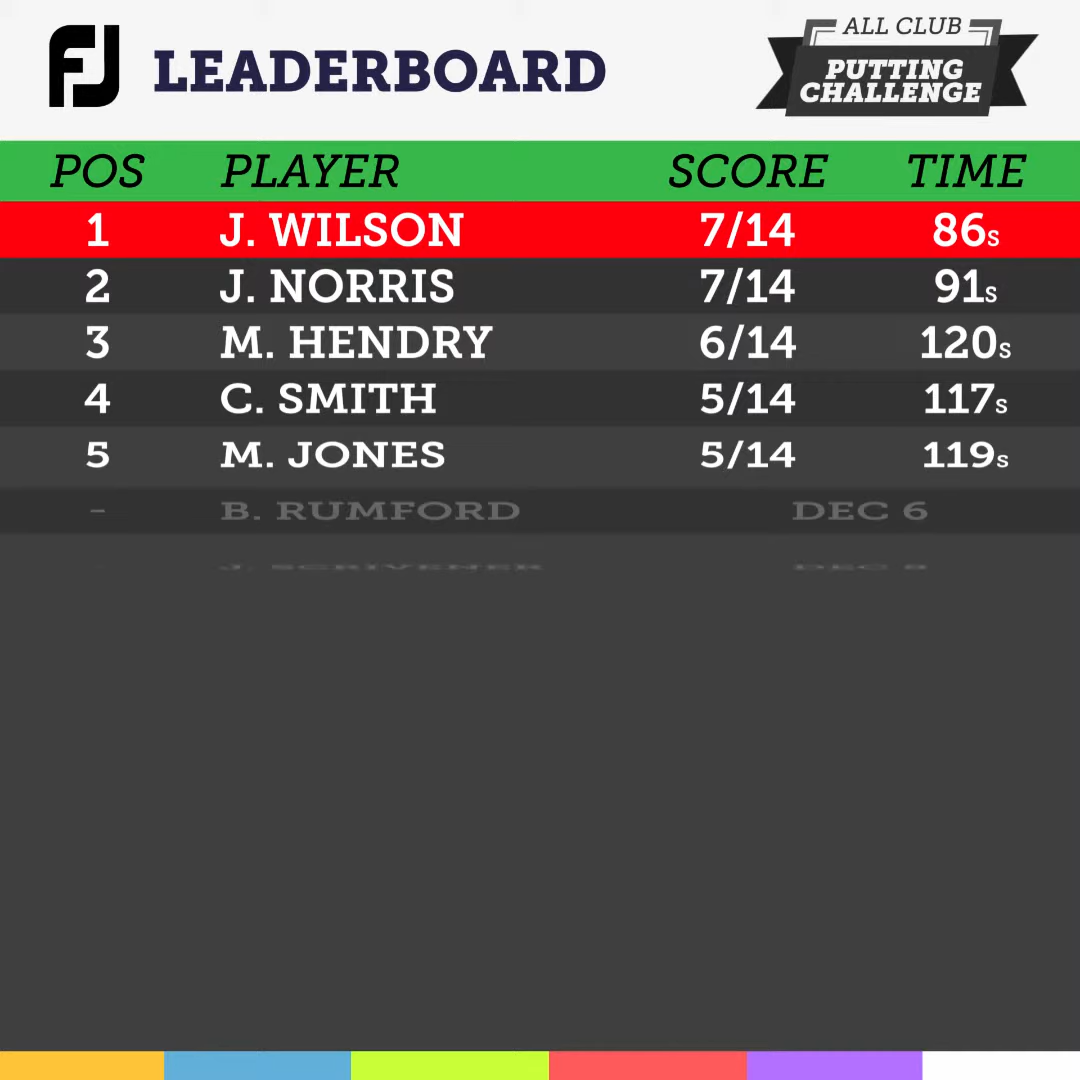 FJ LEADERBOARD
ALL CLUB
PUTTING
CHALLENGE
POS PLAYER SCORE TIME
1 J. WILSON 7/14 86s
2 J. NORRIS 7/14 91s
3 M. HENDRY 6/14 120s
4 C. SMITH 5/14 117s
5 M. JONES 5/14 119s
- B. RUMFORD DEC 6
J. SCRIVENER DEC